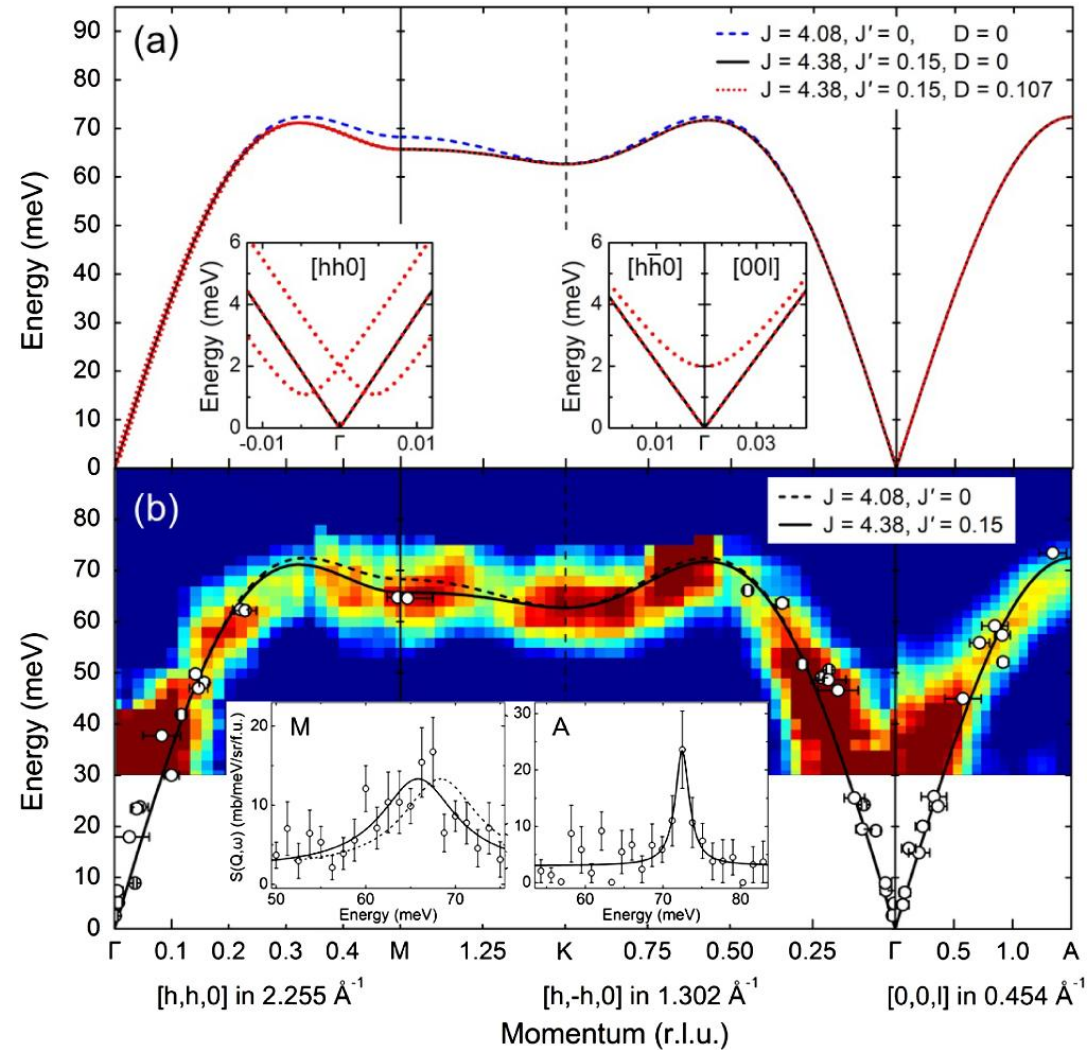 (a)
J = 4.08, J′ = 0, D = 0
J = 4.38, J′ = 0.15, D = 0
J = 4.38, J′ = 0.15, D = 0.107
Energy (meV)
90
80
70
60
50
40
30
20
10
0
[hh0]
Energy (meV)
6
4
2
0
-0.01 Γ 0.01
[hh̅0] [00l]
Energy (meV)
6
4
2
0
0.01 Γ 0.03
(b)
J = 4.08, J′ = 0
J = 4.38, J′ = 0.15
Energy (meV)
80
70
60
50
40
30
20
10
0
M
S(Q,ω) (mb/meV/sr/f.u.)
20
10
0
50 60 70
Energy (meV)
A
30
20
10
0
60 70 80
Energy (meV)
Γ 0.1 0.2 0.3 0.4 M 1.25 K 0.75 0.50 0.25 Γ 0.5 1.0 A
[h,h,0] in 2.255 Å⁻¹ [h,-h,0] in 1.302 Å⁻¹ [0,0,l] in 0.454 Å⁻¹
Momentum (r.l.u.)